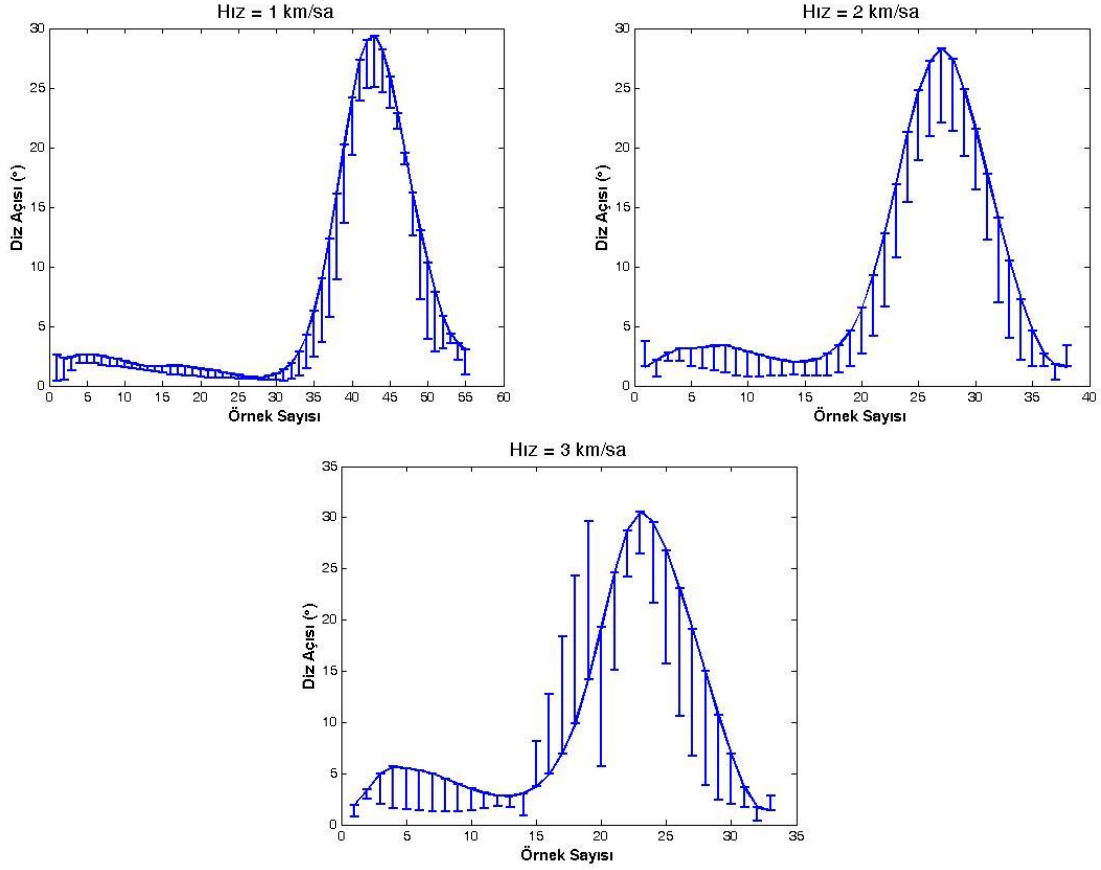 Hız = 1 km/sa
30
25
20
15
10
5
0
Diz Açısı (°)
0 5 10 15 20 25 30 35 40 45 50 55 60
Örnek Sayısı
Hız = 2 km/sa
30
25
20
15
10
5
0
Diz Açısı (°)
0 5 10 15 20 25 30 35 40
Örnek Sayısı
Hız = 3 km/sa
35
30
25
20
15
10
5
0
Diz Açısı (°)
0 5 10 15 20 25 30 35
Örnek Sayısı